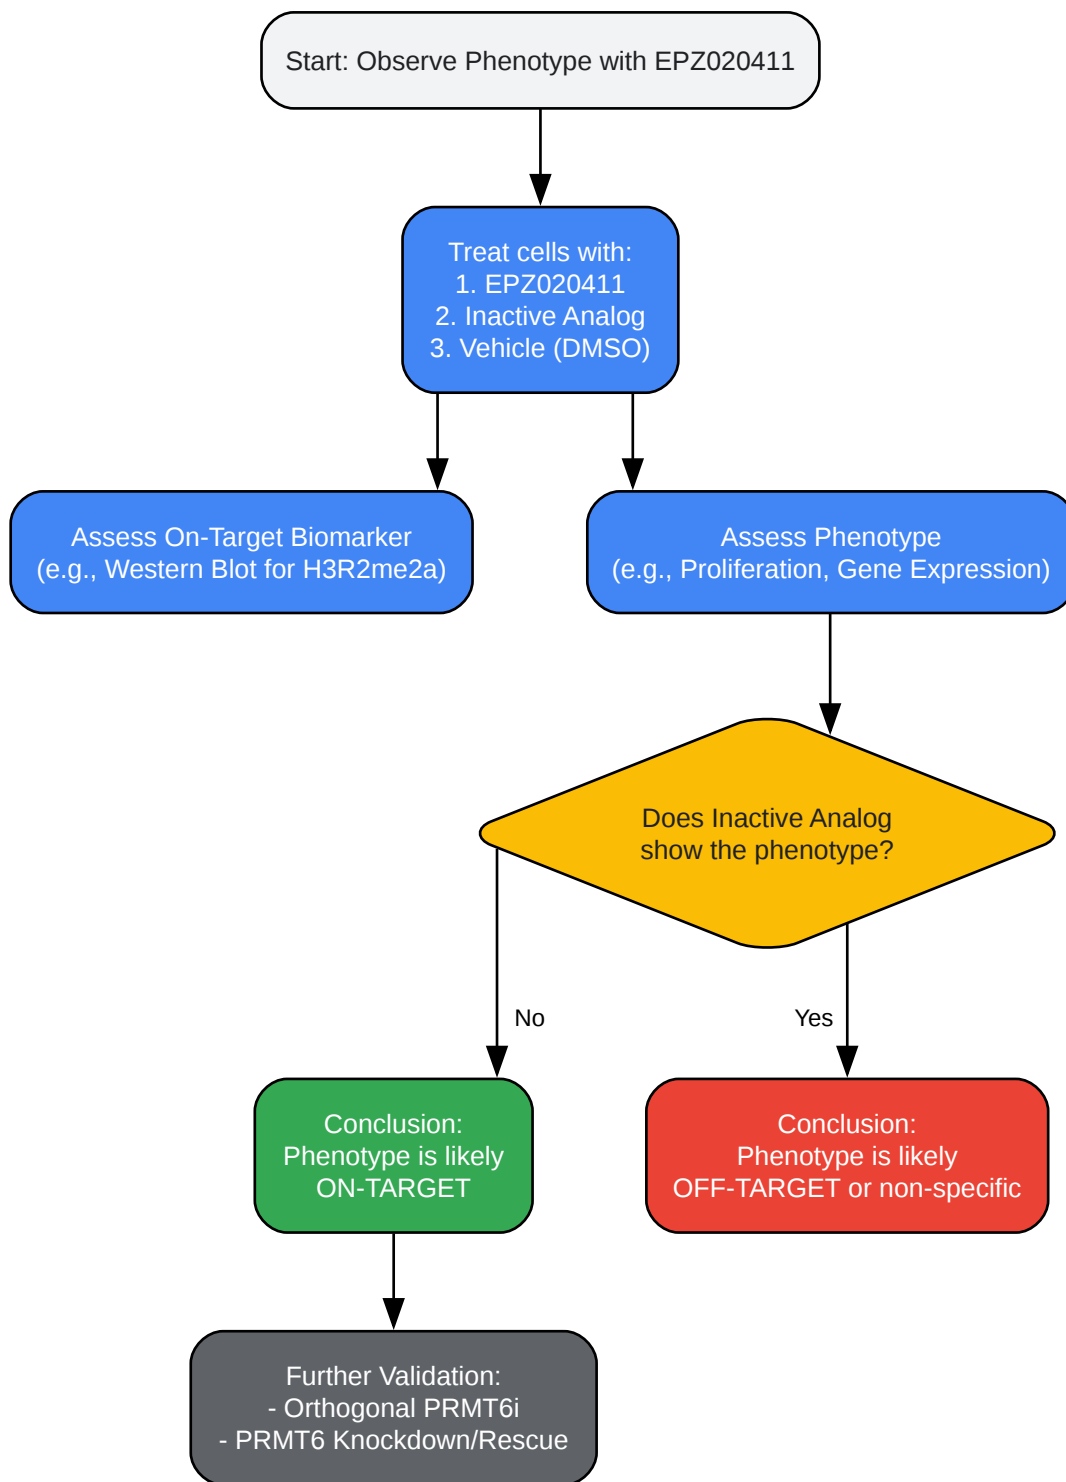 Start: Observe Phenotype with EPZ020411
Treat cells with:
1. EPZ020411
2. Inactive Analog
3. Vehicle (DMSO)
Assess On-Target Biomarker
(e.g., Western Blot for H3R2me2a)
Assess Phenotype
(e.g., Proliferation, Gene Expression)
Does Inactive Analog
show the phenotype?
No
Yes
Conclusion:
Phenotype is likely
ON-TARGET
Conclusion:
Phenotype is likely
OFF-TARGET or non-specific
Further Validation:
- Orthogonal PRMT6i
- PRMT6 Knockdown/Rescue